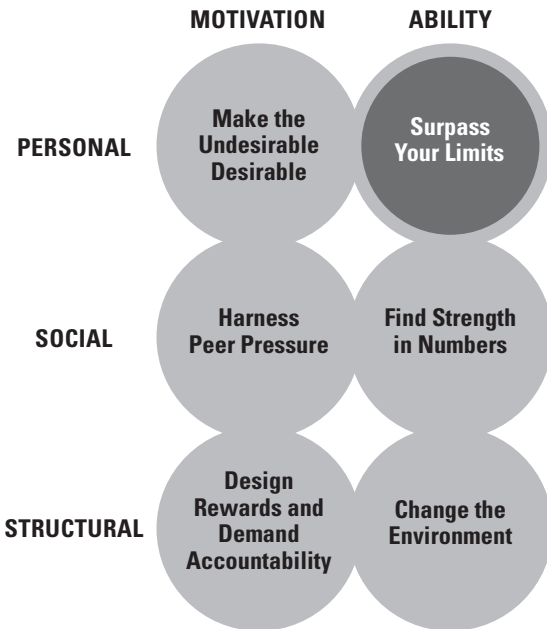 MOTIVATION ABILITY
PERSONAL
Make the
Undesirable
Desirable
Surpass
Your Limits
SOCIAL
Harness
Peer Pressure
Find Strength
in Numbers
STRUCTURAL
Design
Rewards and
Demand
Accountability
Change the
Environment